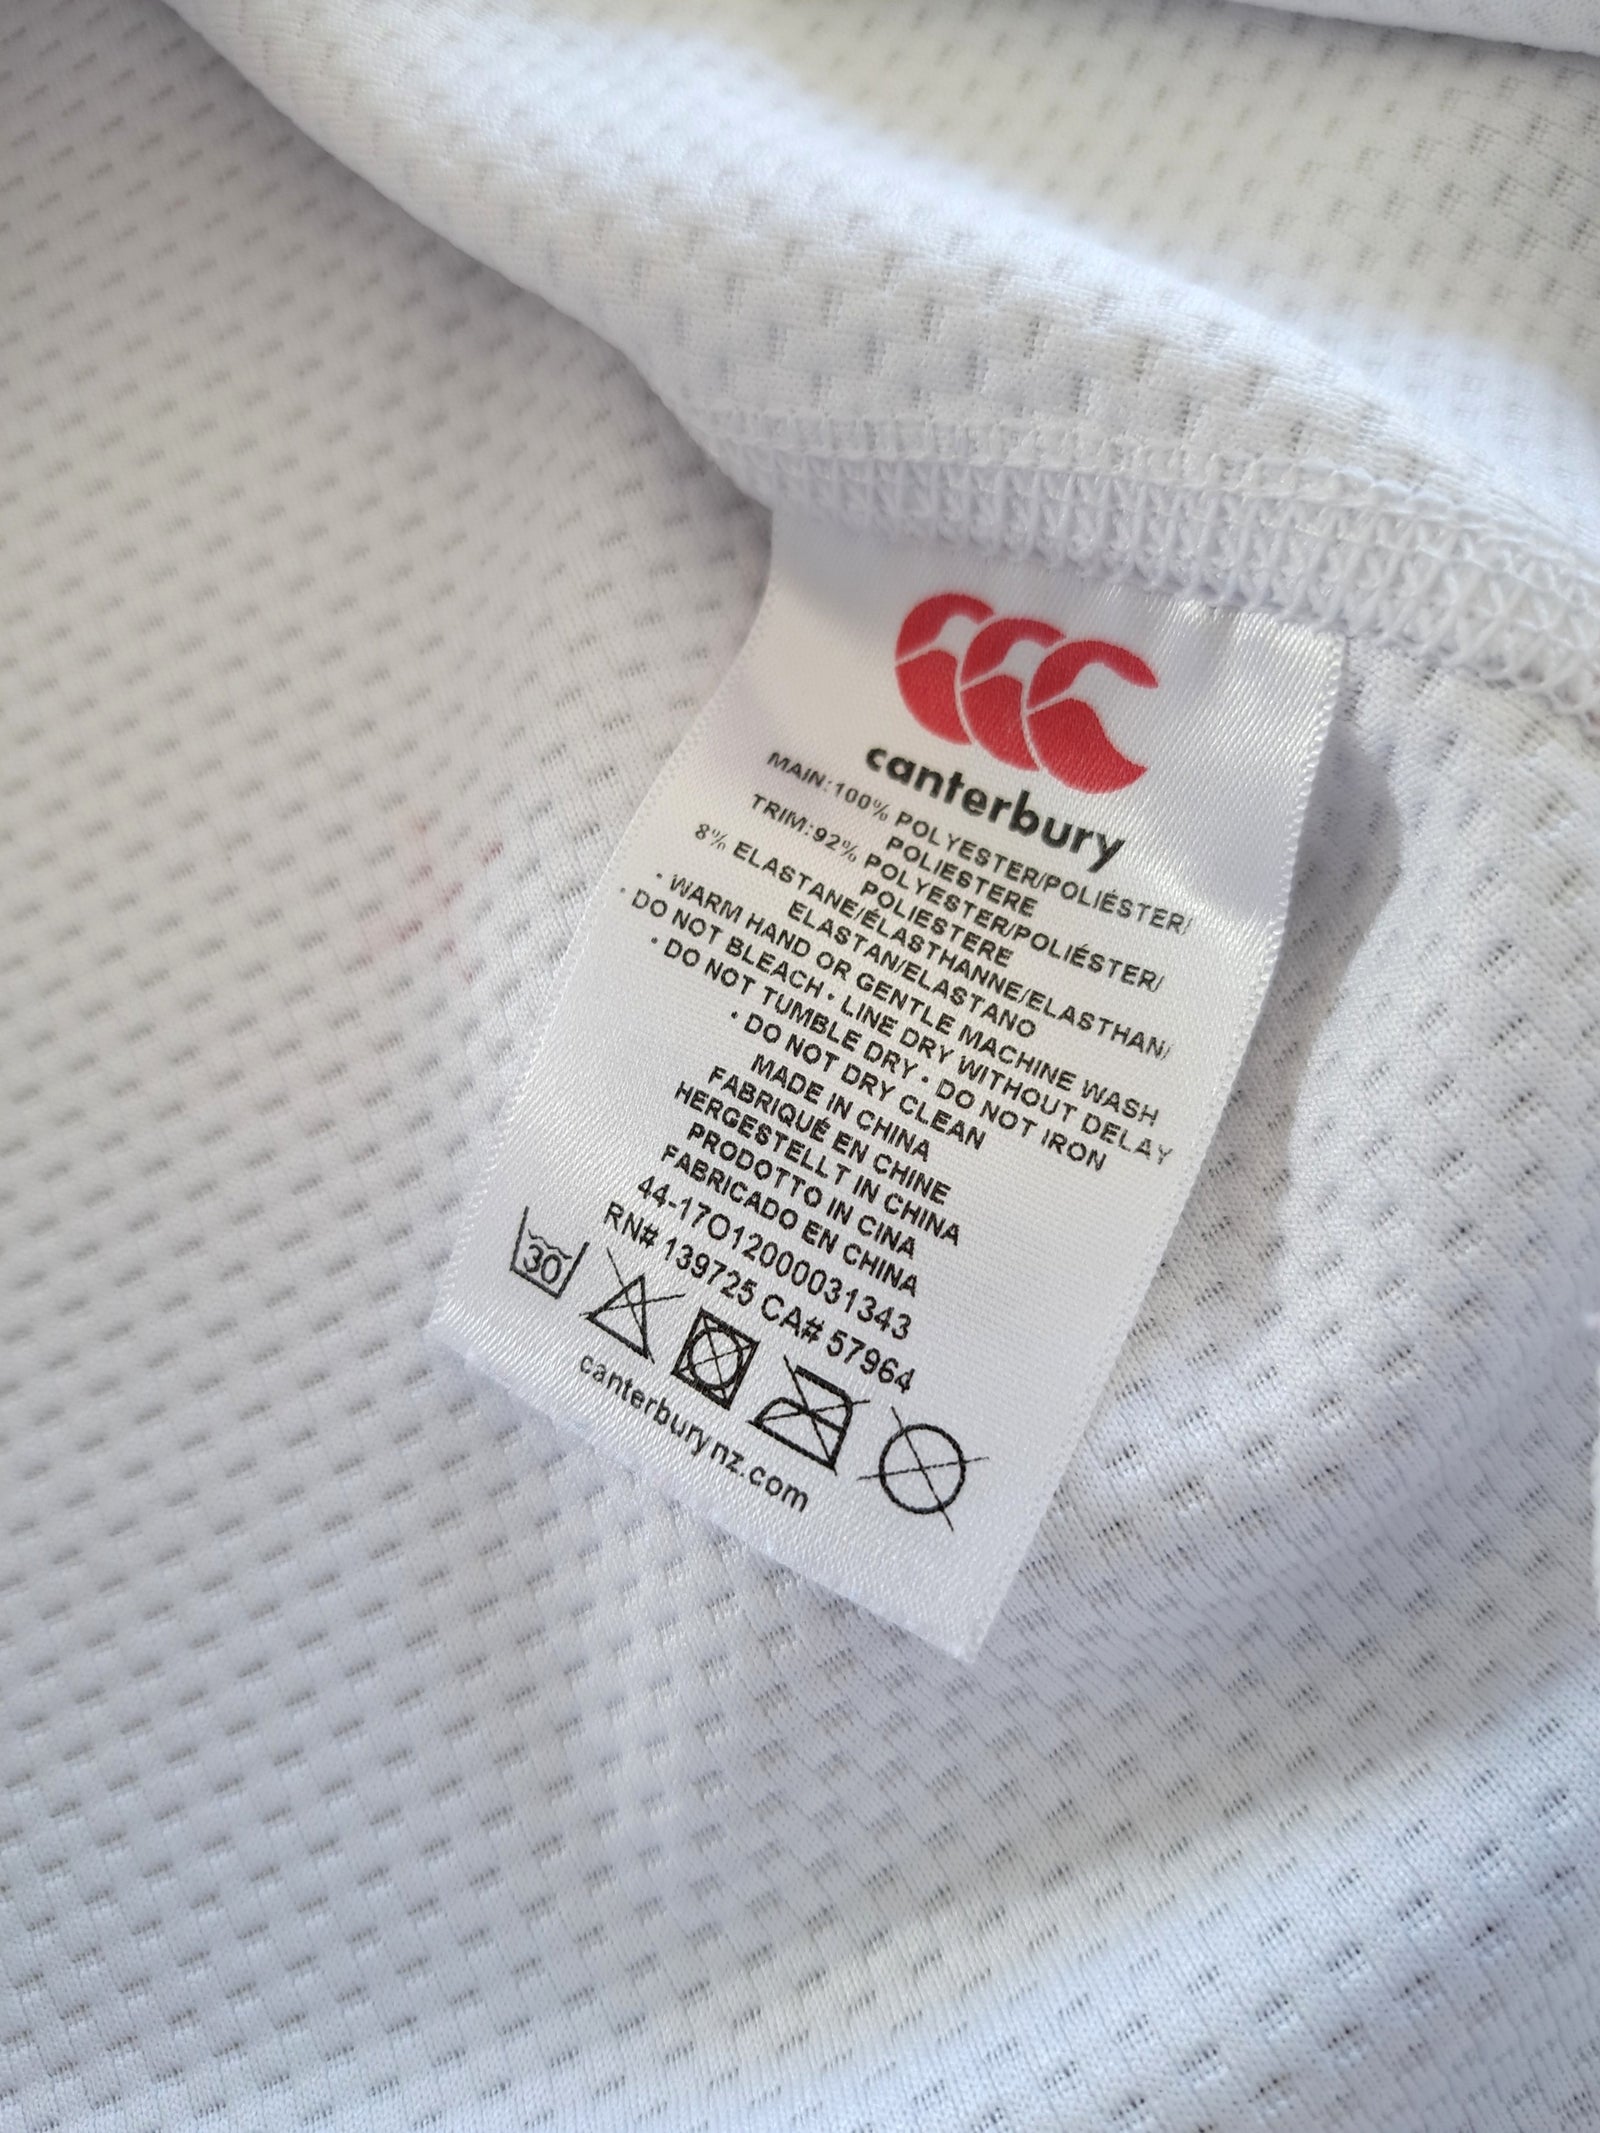 canterbury
MAIN:100% POLYESTER/POLIÉSTER/
POLIESTERE
TRIM:92% POLYESTER/POLIÉSTER/
POLIESTERE
8% ELASTANE/ÉLASTHANNE/ELASTHAN/
ELASTAN/ELASTANO
· WARM HAND OR GENTLE MACHINE WASH
· DO NOT BLEACH · LINE DRY WITHOUT DELAY
· DO NOT TUMBLE DRY · DO NOT IRON
· DO NOT DRY CLEAN
MADE IN CHINA
FABRIQUÉ EN CHINE
HERGESTELLT IN CHINA
PRODOTTO IN CINA
FABRICADO EN CHINA
44-17O1200031343
RN# 139725 CA# 57964
30
canterburynz.com